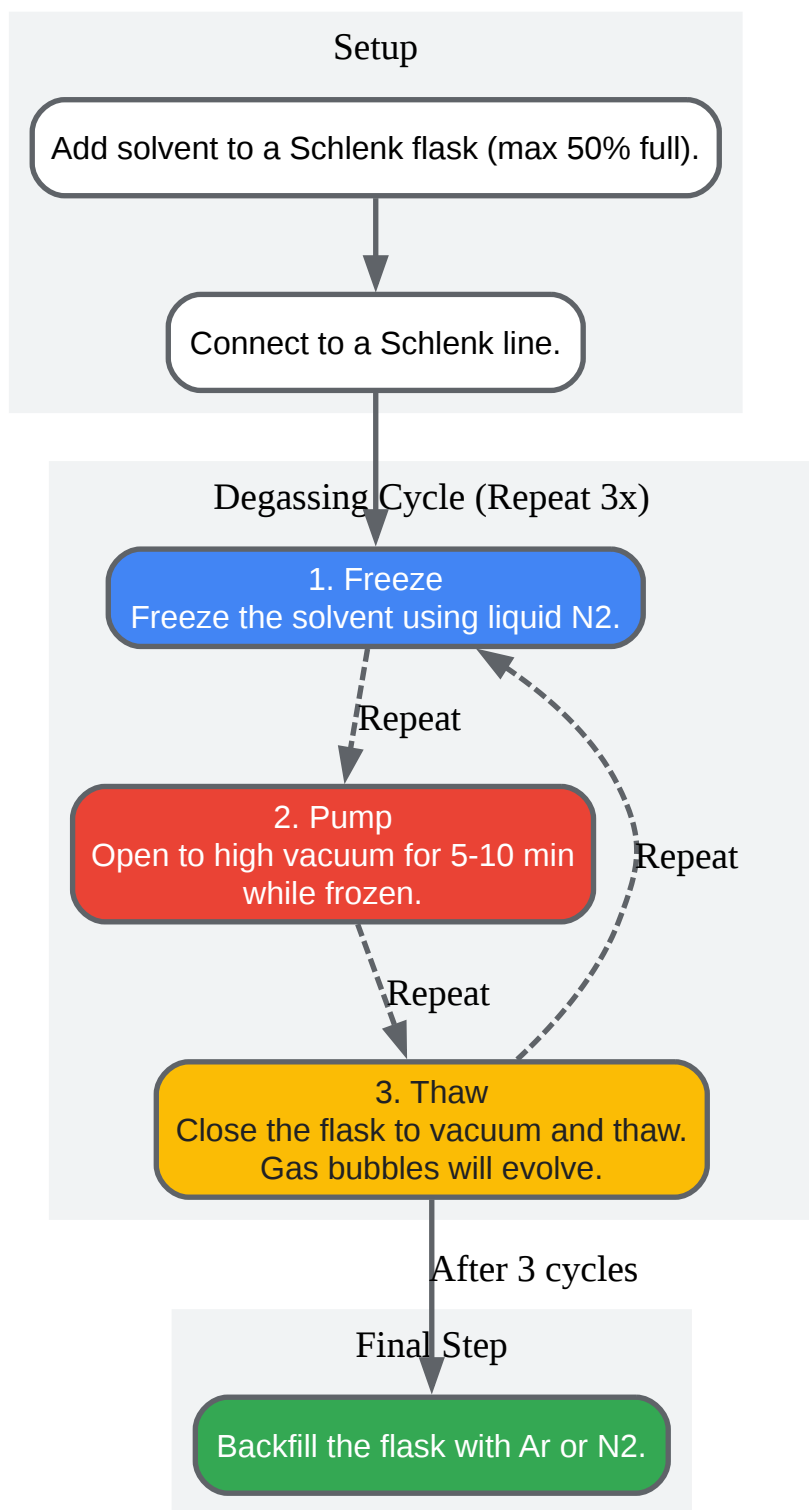 Setup
Add solvent to a Schlenk flask (max 50% full).
Connect to a Schlenk line.
Degassing Cycle (Repeat 3x)
1. Freeze
Freeze the solvent using liquid N2.
Repeat
2. Pump
Open to high vacuum for 5-10 min
while frozen.
Repeat
Repeat
3. Thaw
Close the flask to vacuum and thaw.
Gas bubbles will evolve.
After 3 cycles
Final Step
Backfill the flask with Ar or N2.